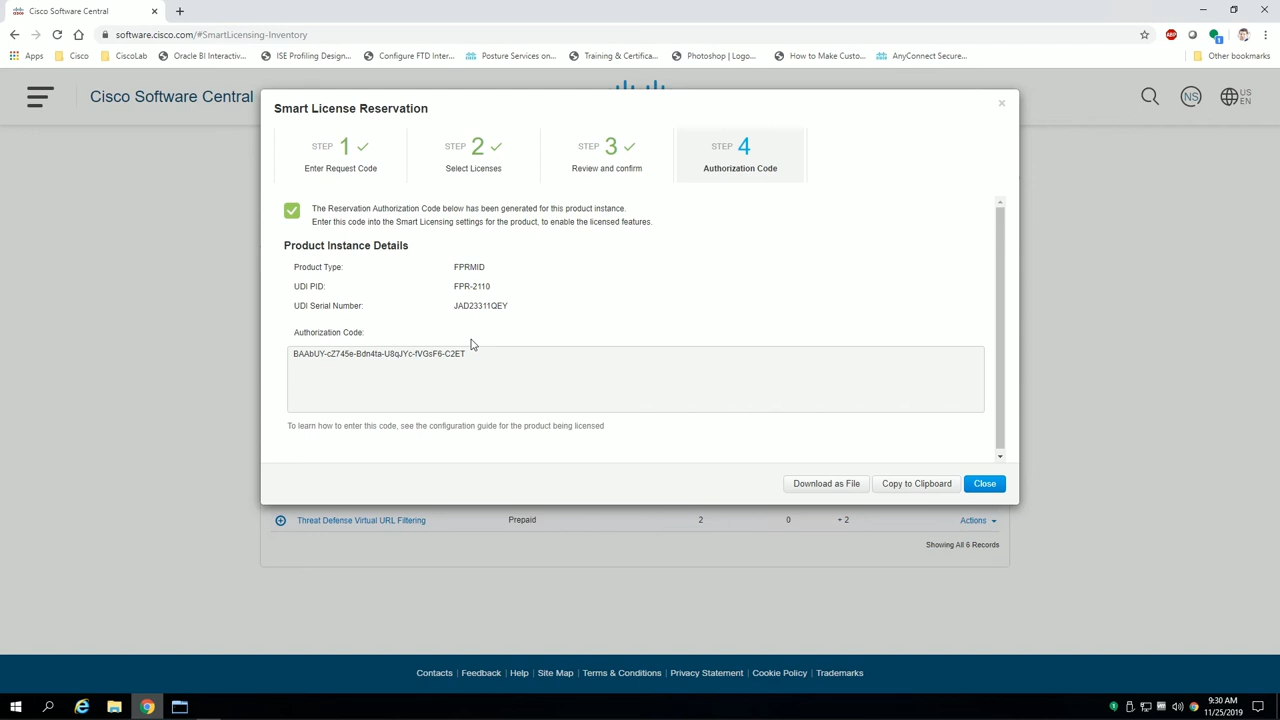 Cisco Software Central
software.cisco.com/#SmartLicensing-Inventory
ABP
1
Apps
Cisco
CiscoLab
Oracle BI Interactiv...
ISE Profiling Design...
Configure FTD Inter...
Posture Services on...
Training & Certifica...
Photoshop | Logo...
How to Make Custo...
AnyConnect Secure...
Other bookmarks
Cisco Software Central
NS
US
EN
Smart License Reservation
STEP 1
Enter Request Code
STEP 2
Select Licenses
STEP 3
Review and confirm
STEP 4
Authorization Code
The Reservation Authorization Code below has been generated for this product instance.
Enter this code into the Smart Licensing settings for the product, to enable the licensed features.
Product Instance Details
Product Type: FPRMID
UDI PID: FPR-2110
UDI Serial Number: JAD23311QEY
Authorization Code:
BAAbUY-cZ745e-Bdn4ta-U8qJYc-fVGsF6-C2ET
To learn how to enter this code, see the configuration guide for the product being licensed
Download as File
Copy to Clipboard
Close
Threat Defense Virtual URL Filtering Prepaid 2 0 + 2 Actions
Showing All 6 Records
Contacts | Feedback | Help | Site Map | Terms & Conditions | Privacy Statement | Cookie Policy | Trademarks
9:30 AM
11/25/2019